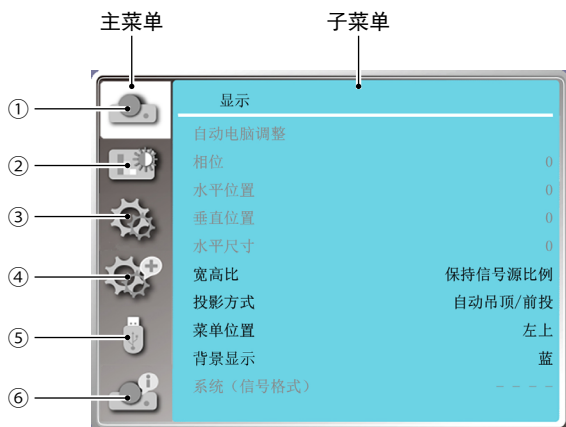 主菜单
子菜单
①
②
③
④
⑤
⑥
显示
自动电脑调整
相位 0
水平位置 0
垂直位置 0
水平尺寸 0
宽高比 保持信号源比例
投影方式 自动吊顶/前投
菜单位置 左上
背景显示 蓝
系统（信号格式） - - - -